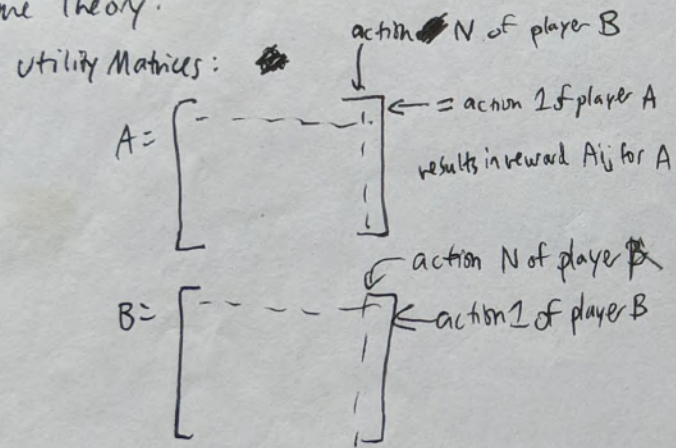 Theory.
action N of player B
Utility Matrices:
A =
= action 1 of player A
results in reward Aij for A
action N of player
B =
action 1 of player B